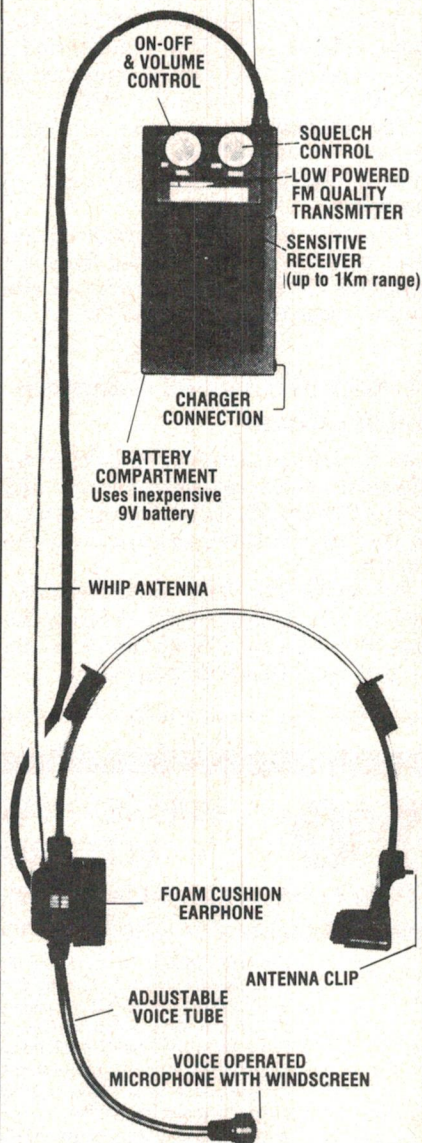 ON-OFF
& VOLUME
CONTROL
SQUELCH
CONTROL
LOW POWERED
FM QUALITY
TRANSMITTER
SENSITIVE
RECEIVER
(up to 1Km range)
CHARGER
CONNECTION
BATTERY
COMPARTMENT
Uses inexpensive
9V battery
WHIP ANTENNA
FOAM CUSHION
EARPHONE
ANTENNA CLIP
ADJUSTABLE
VOICE TUBE
VOICE OPERATED
MICROPHONE WITH WINDSCREEN